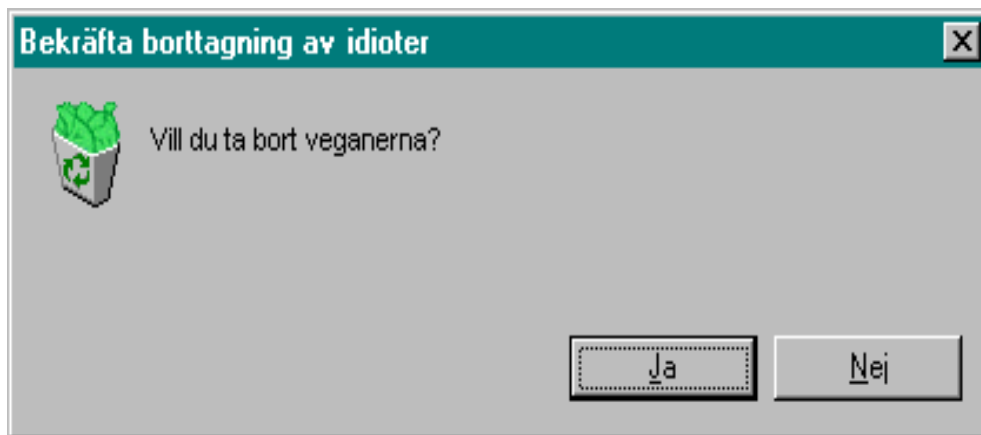 Bekräfta borttagning av idioter
Vill du ta bort veganerna?
Ja
Nej